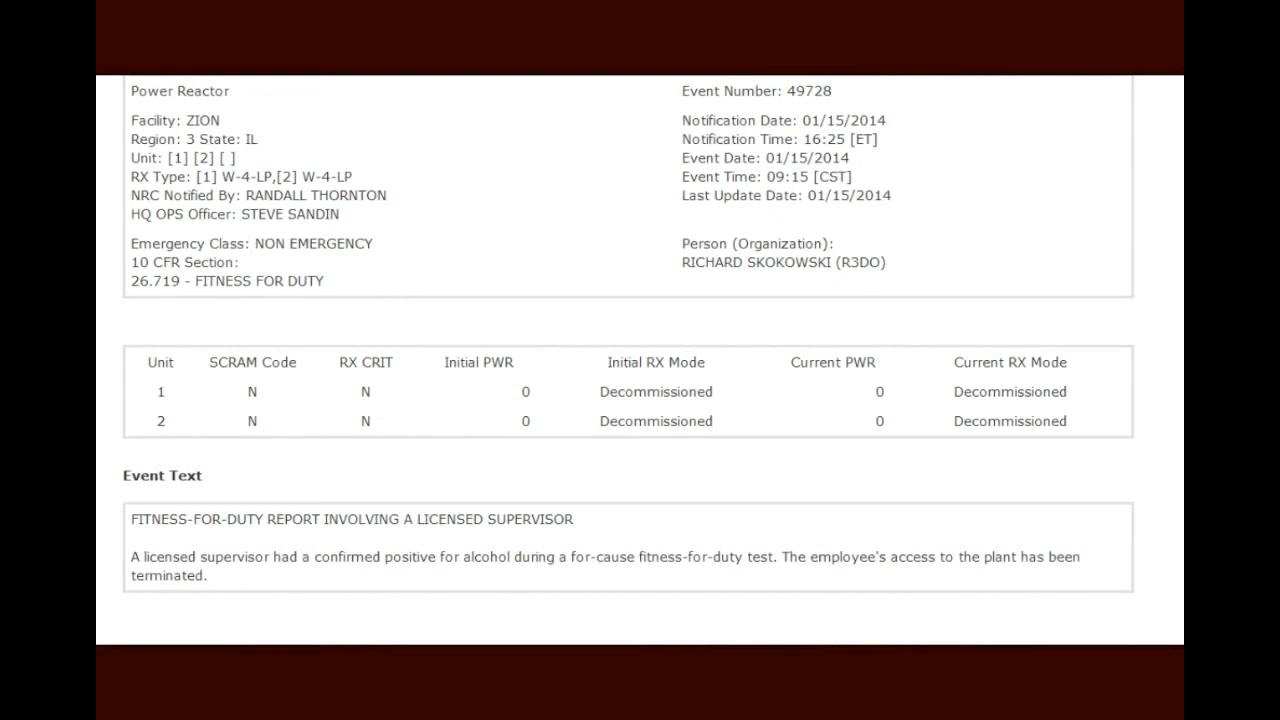 Power Reactor
Event Number: 49728
Facility: ZION
Region: 3 State: IL
Unit: [1] [2] [ ]
RX Type: [1] W-4-LP,[2] W-4-LP
NRC Notified By: RANDALL THORNTON
HQ OPS Officer: STEVE SANDIN
Notification Date: 01/15/2014
Notification Time: 16:25 [ET]
Event Date: 01/15/2014
Event Time: 09:15 [CST]
Last Update Date: 01/15/2014
Emergency Class: NON EMERGENCY
10 CFR Section:
26.719 - FITNESS FOR DUTY
Person (Organization):
RICHARD SKOKOWSKI (R3DO)
Unit SCRAM Code RX CRIT Initial PWR Initial RX Mode Current PWR Current RX Mode
1 N N 0 Decommissioned 0 Decommissioned
2 N N 0 Decommissioned 0 Decommissioned
Event Text
FITNESS-FOR-DUTY REPORT INVOLVING A LICENSED SUPERVISOR
A licensed supervisor had a confirmed positive for alcohol during a for-cause fitness-for-duty test. The employee's access to the plant has been
terminated.